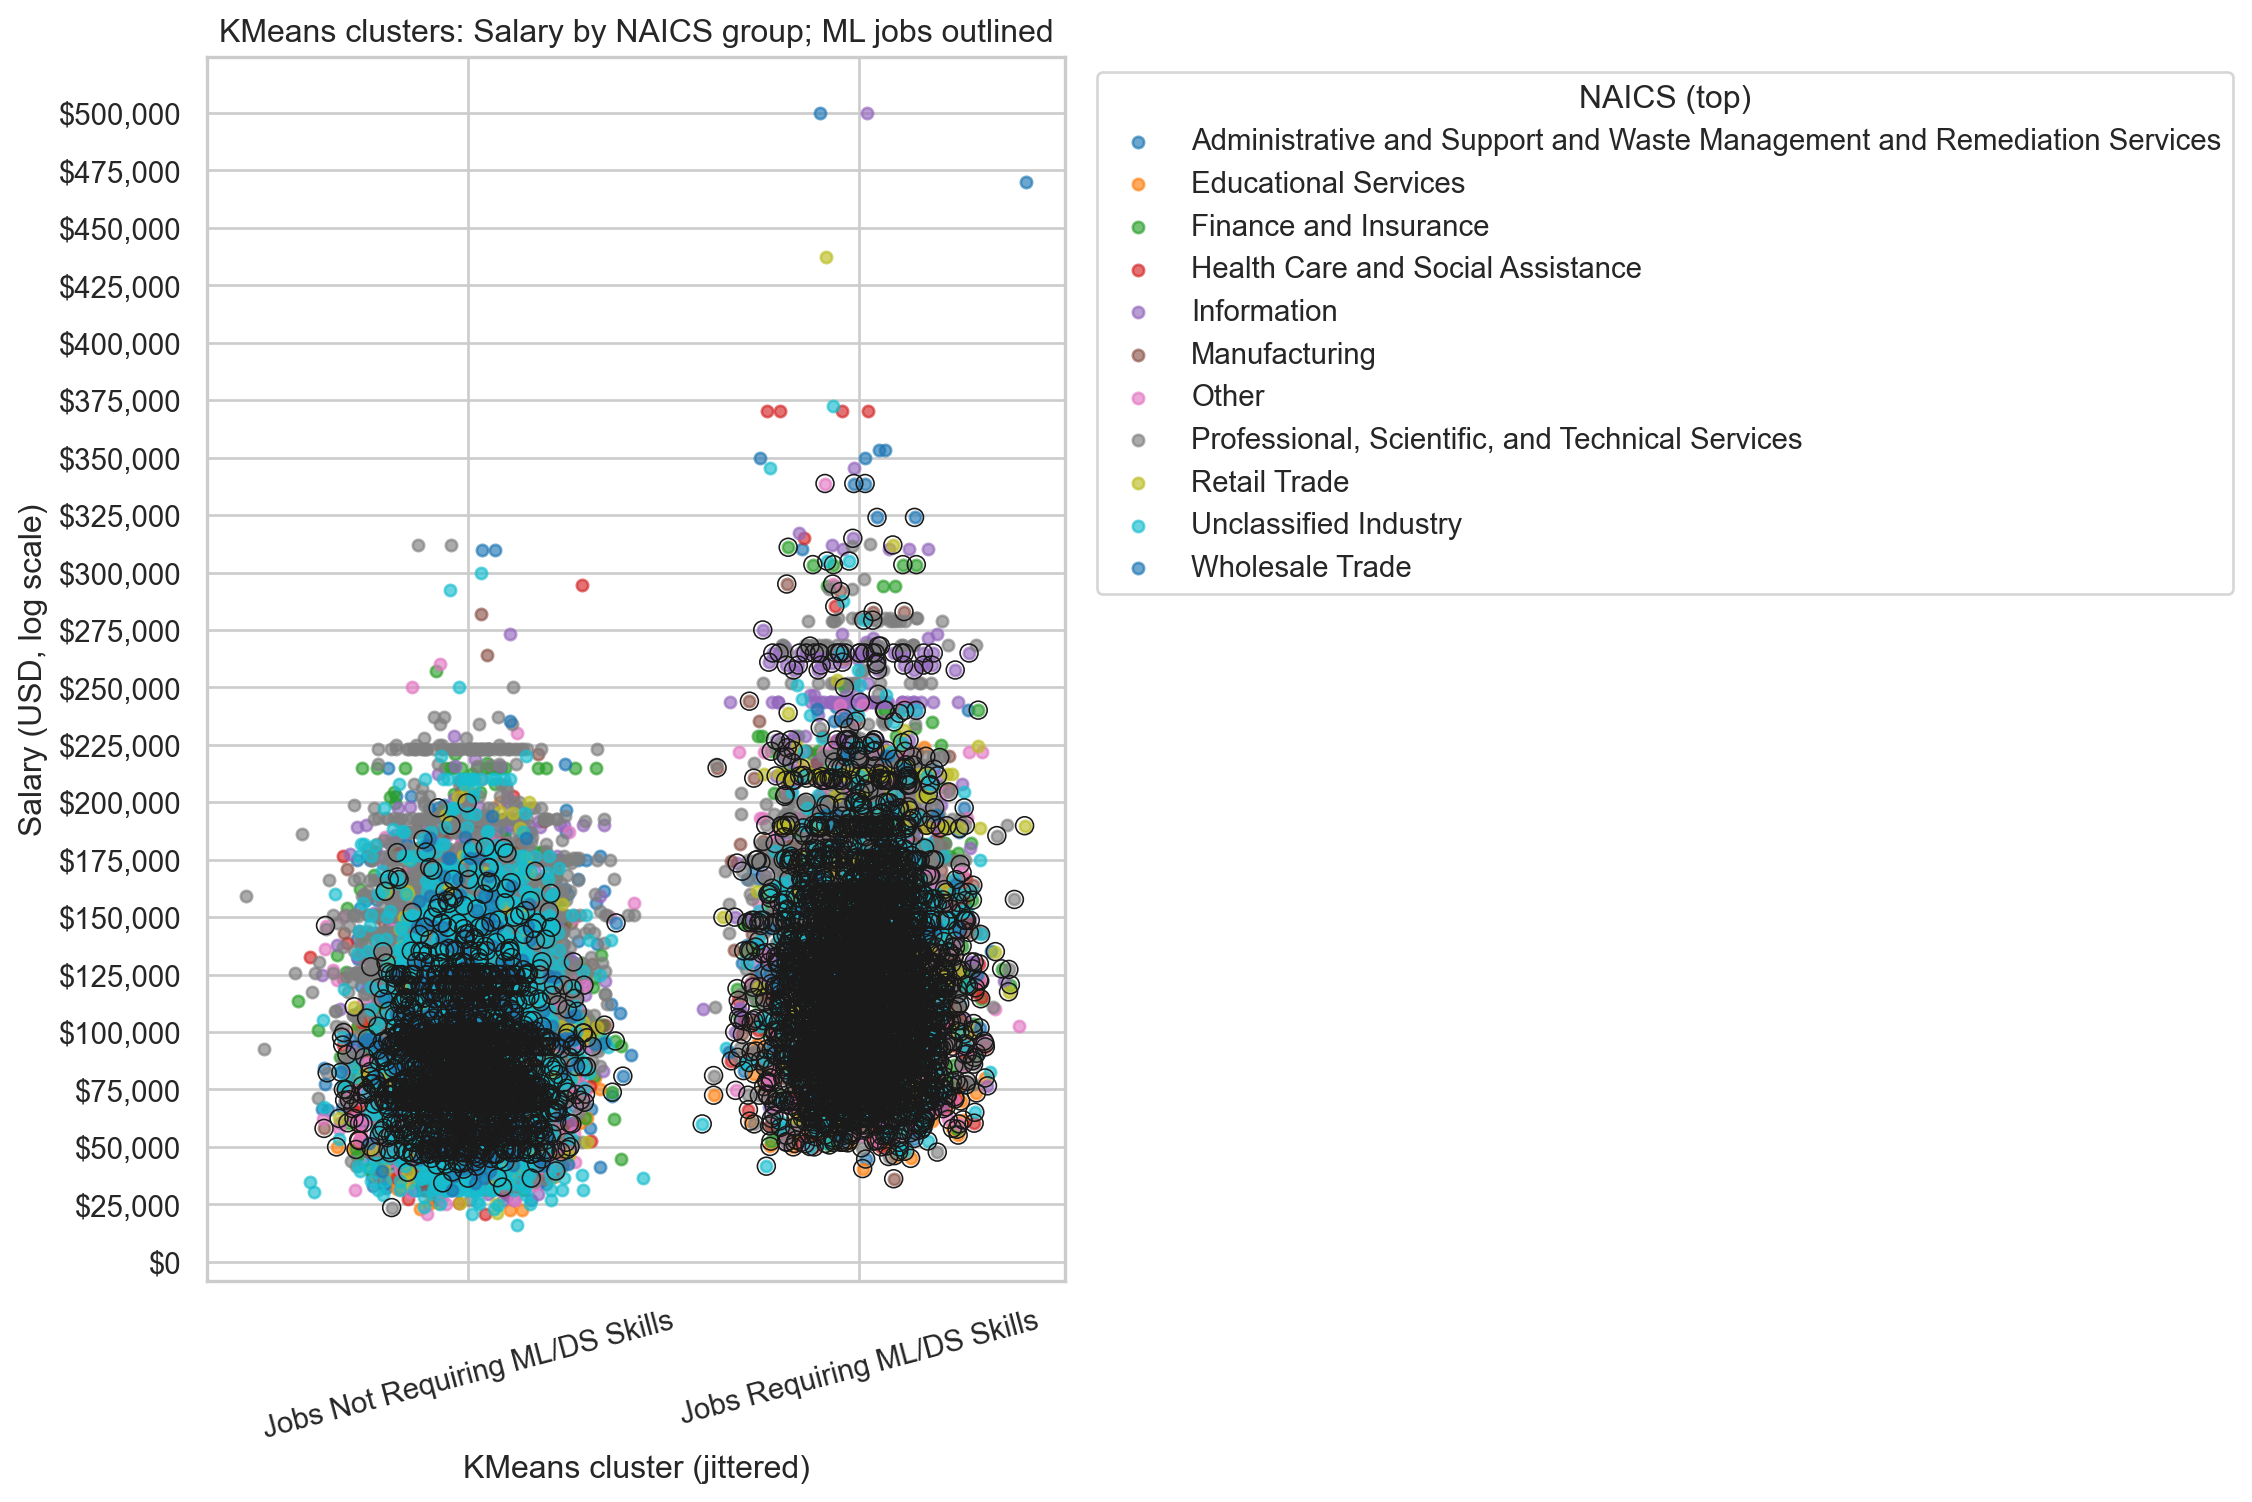 KMeans clusters: Salary by NAICS group; ML jobs outlined
Salary (USD, log scale)
$500,000
$475,000
$450,000
$425,000
$400,000
$375,000
$350,000
$325,000
$300,000
$275,000
$250,000
$225,000
$200,000
$175,000
$150,000
$125,000
$100,000
$75,000
$50,000
$25,000
$0
Jobs Not Requiring ML/DS Skills
Jobs Requiring ML/DS Skills
KMeans cluster (jittered)
NAICS (top)
Administrative and Support and Waste Management and Remediation Services
Educational Services
Finance and Insurance
Health Care and Social Assistance
Information
Manufacturing
Other
Professional, Scientific, and Technical Services
Retail Trade
Unclassified Industry
Wholesale Trade